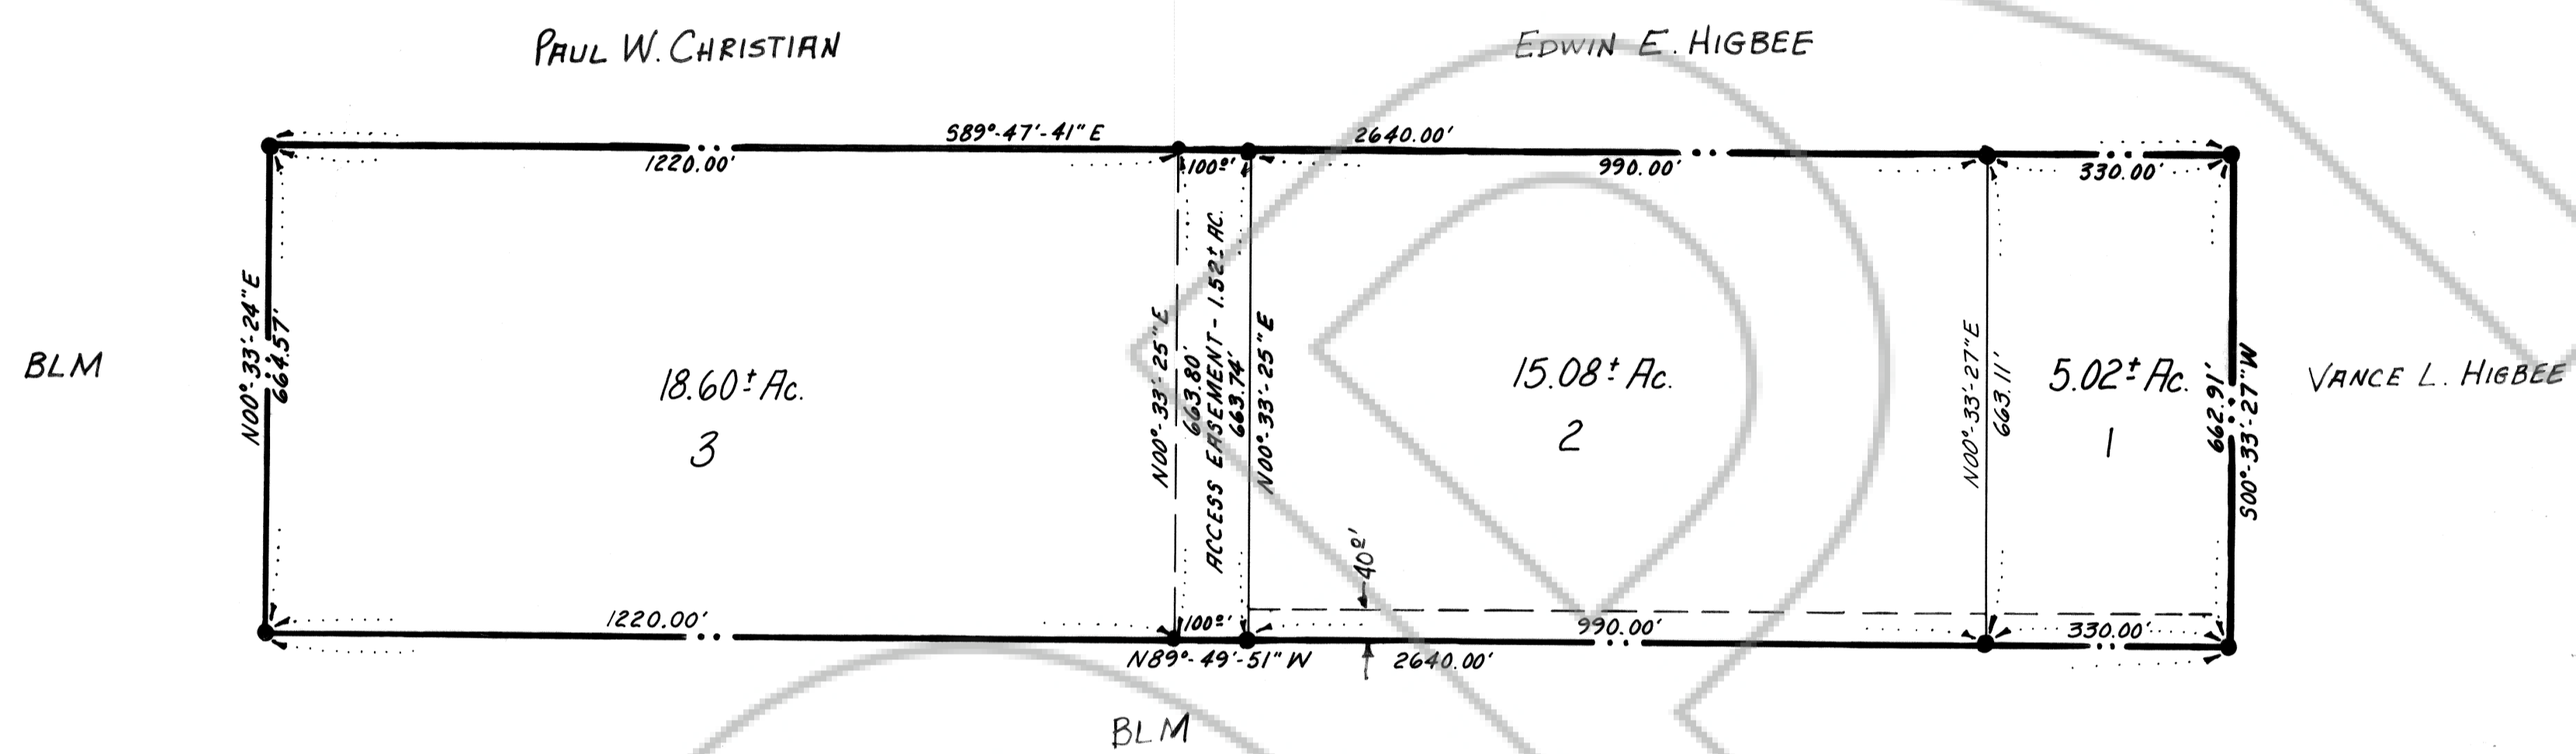 PAUL W. CHRISTIAN
EDWIN E. HIGBEE
S89°-47'-41" E
2640.00'
1220.00'
100º'
990.00'
330.00'
BLM
N00°-33'-24" E
664.57'
18.60± Ac.
3
N00°-33'-25" E
663.80'
ACCESS EASEMENT - 1.52± AC.
663.74'
N00°-33'-25" E
15.08± Ac.
2
N00°-33'-27" E
663.11'
5.02± Ac.
1
662.91'
S00°-33'-27" W
VANCE L. HIGBEE
40º'
1220.00'
100º'
990.00'
330.00'
N89°-49'-51" W
2640.00'
BLM